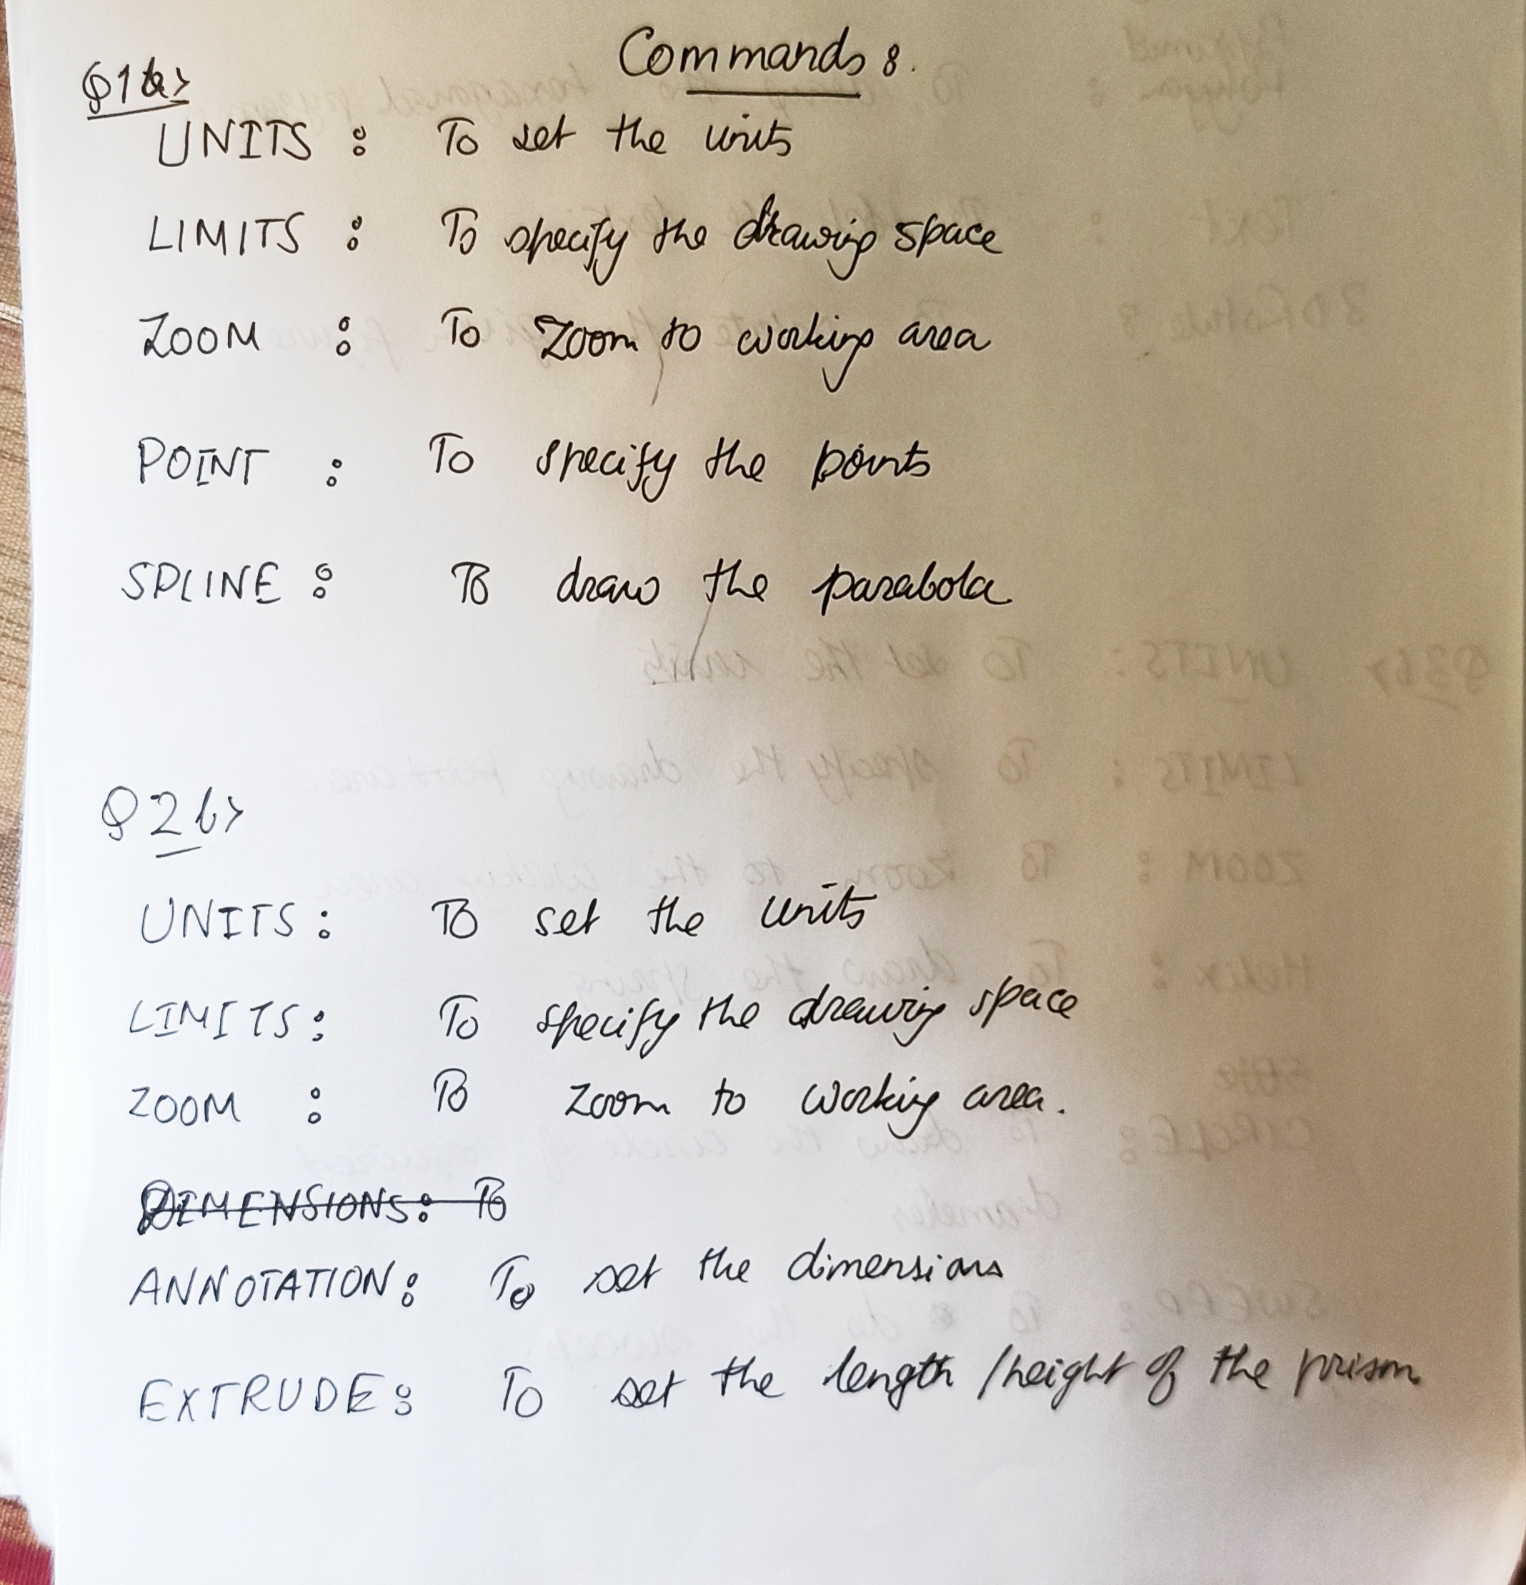 Commands :
Q1b>
UNITS : To set the units
LIMITS : To specify the drawing space
ZOOM : To Zoom to working area
POINT : To specify the points
SPLINE : To draw the parabola
Q2b>
UNITS : To set the units
LIMITS : To specify the drawing space
ZOOM : To Zoom to working area.
DIMENSIONS : To
ANNOTATION : To set the dimensions
EXTRUDE : To set the length /height of the prism